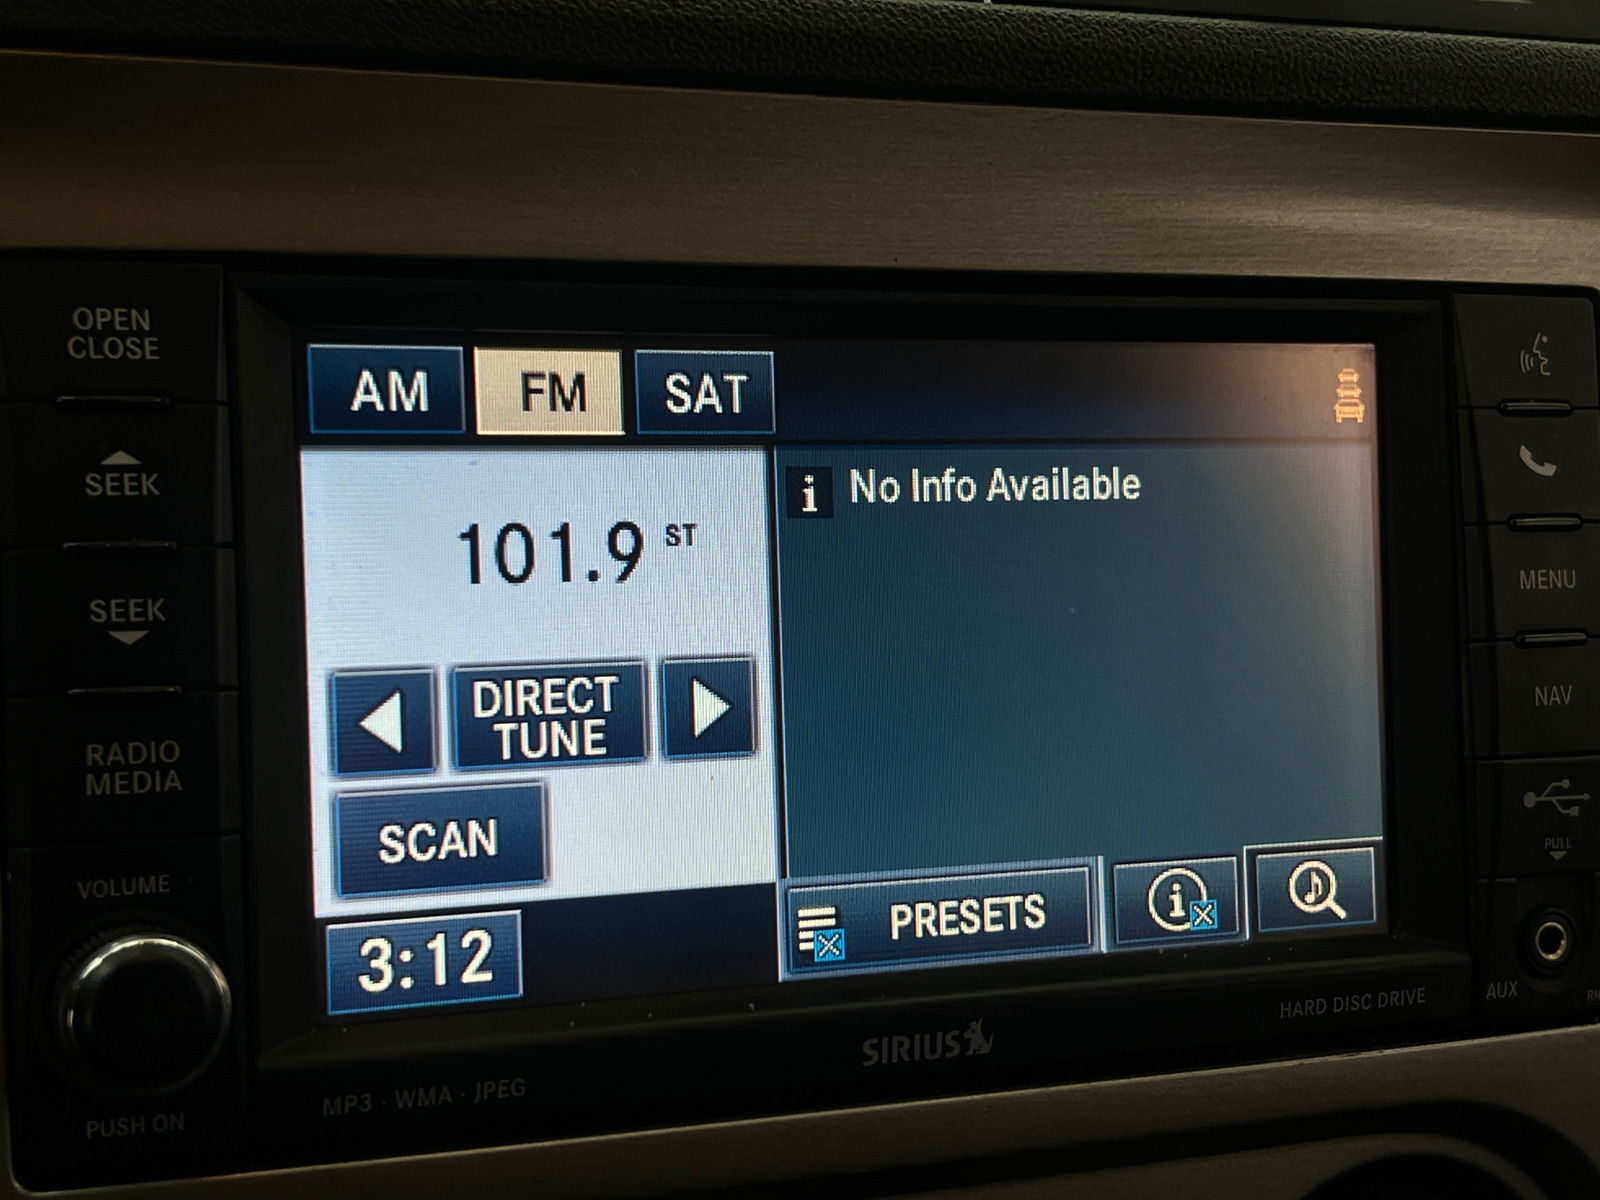 OPEN
CLOSE
SEEK
SEEK
RADIO
MEDIA
VOLUME
PUSH ON
AM FM SAT
101.9 ST
DIRECT
TUNE
SCAN
3:12
i No Info Available
PRESETS
i
MENU
NAV
PULL
AUX
HARD DISC DRIVE
SIRIUS
MP3 · WMA · JPEG